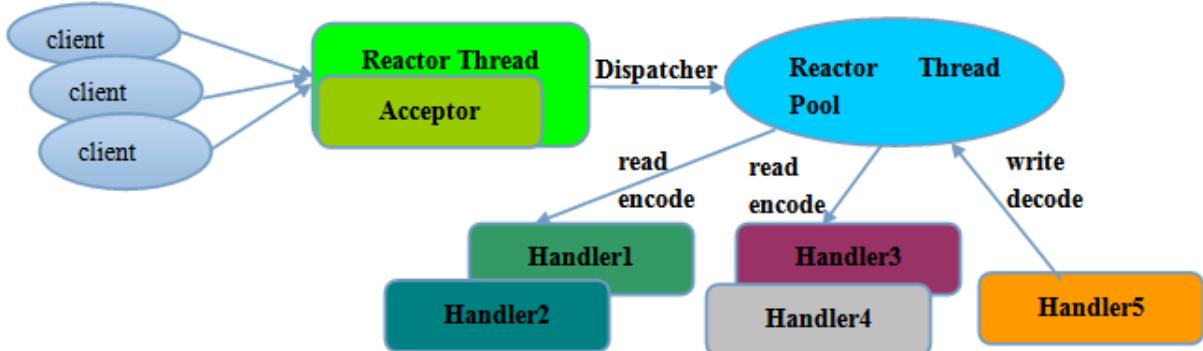 client
client
client
Reactor Thread
Acceptor
Dispatcher
Reactor Thread
Pool
read
encode
read
encode
write
decode
Handler1
Handler2
Handler3
Handler4
Handler5